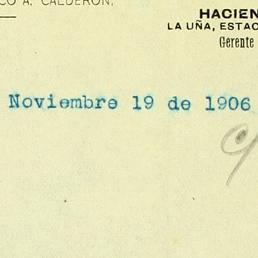 CO A. CALDERON,
HACIEN
LA UÑA, ESTAC
Gerente
Noviembre 19 de 1906